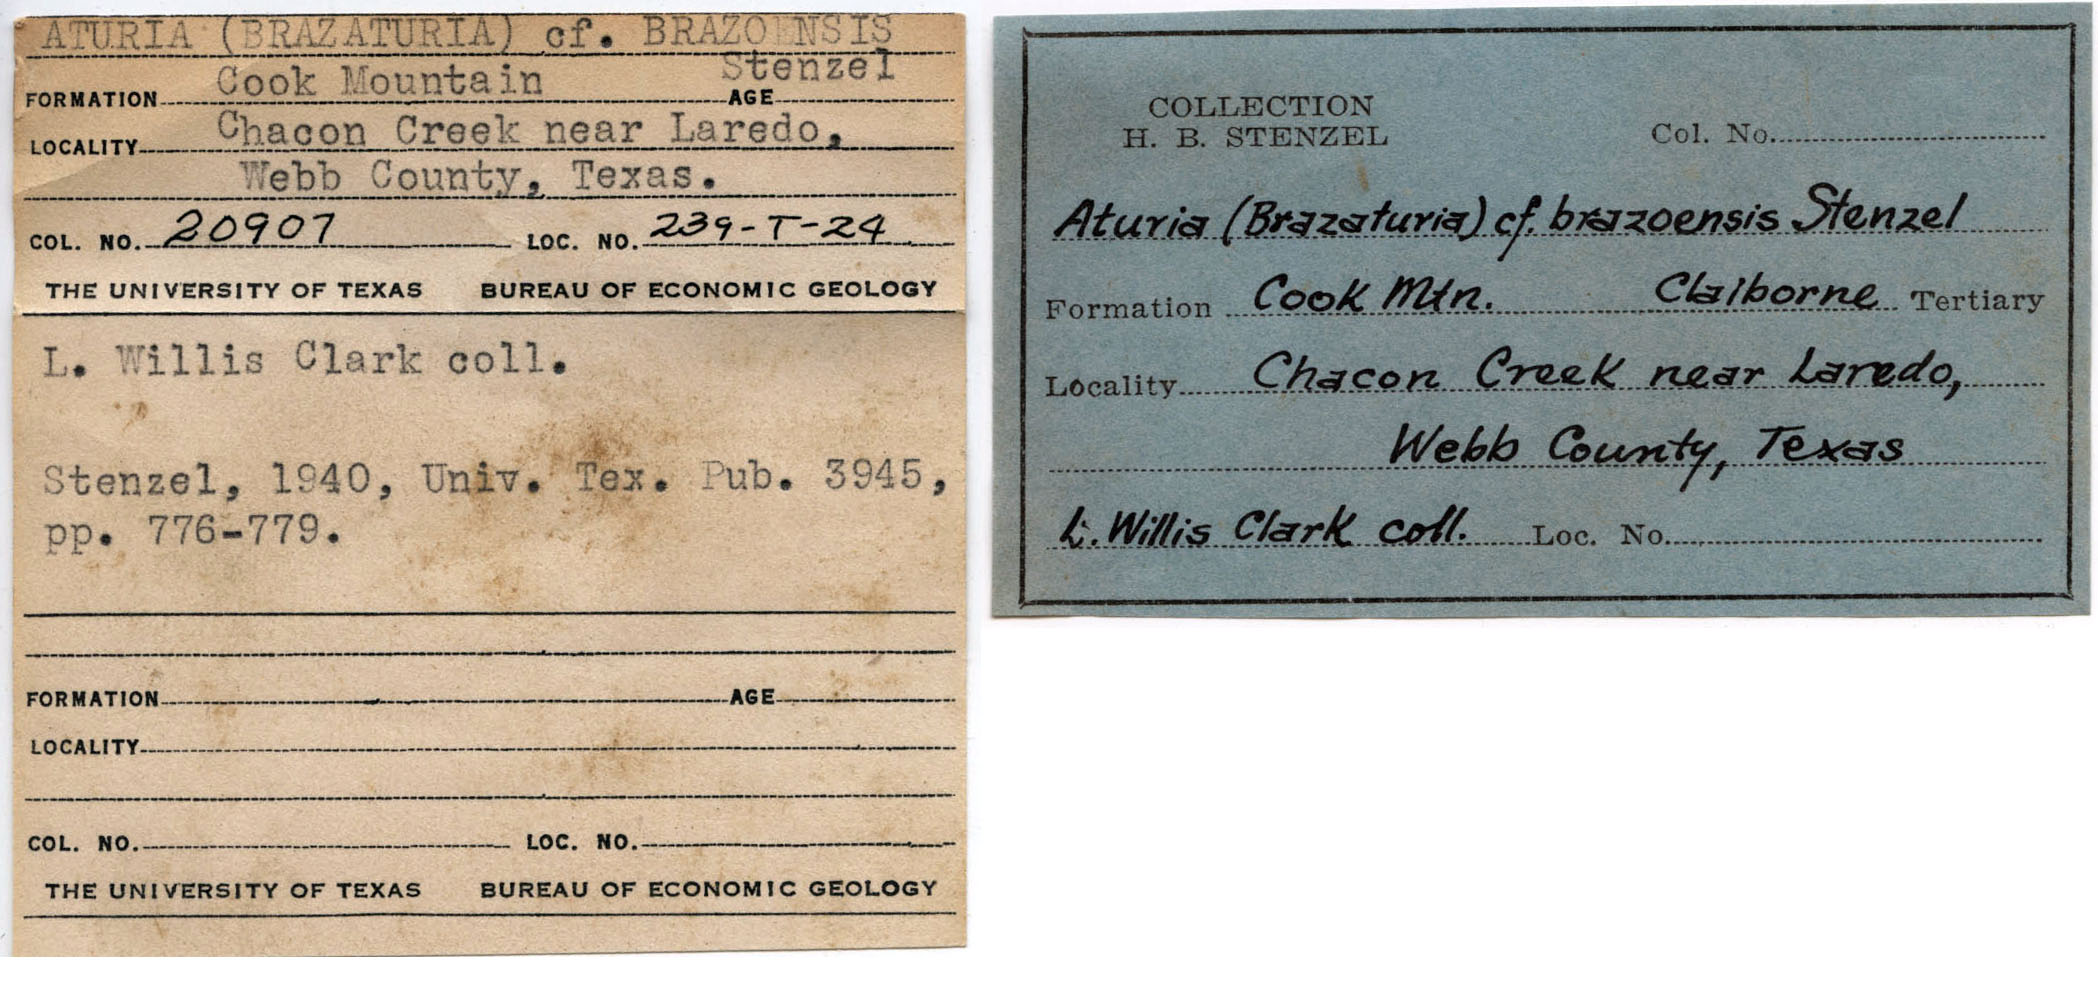 ATURIA (BRAZATURIA) cf. BRAZOENSIS
Stenzel
FORMATION Cook Mountain AGE
LOCALITY Chacon Creek near Laredo,
Webb County, Texas.
COL. NO. 20907 LOC. NO. 239-T-24
THE UNIVERSITY OF TEXAS BUREAU OF ECONOMIC GEOLOGY
L. Willis Clark coll.
Stenzel, 1940, Univ. Tex. Pub. 3945,
pp. 776-779.
FORMATION AGE
LOCALITY
COL. NO. LOC. NO.
THE UNIVERSITY OF TEXAS BUREAU OF ECONOMIC GEOLOGY
COLLECTION
H. B. STENZEL Col. No.
Aturia (Brazaturia) cf. brazoensis Stenzel
Formation Cook Mtn. Claiborne Tertiary
Locality Chacon Creek near Laredo,
Webb County, Texas
L. Willis Clark coll. Loc. No.